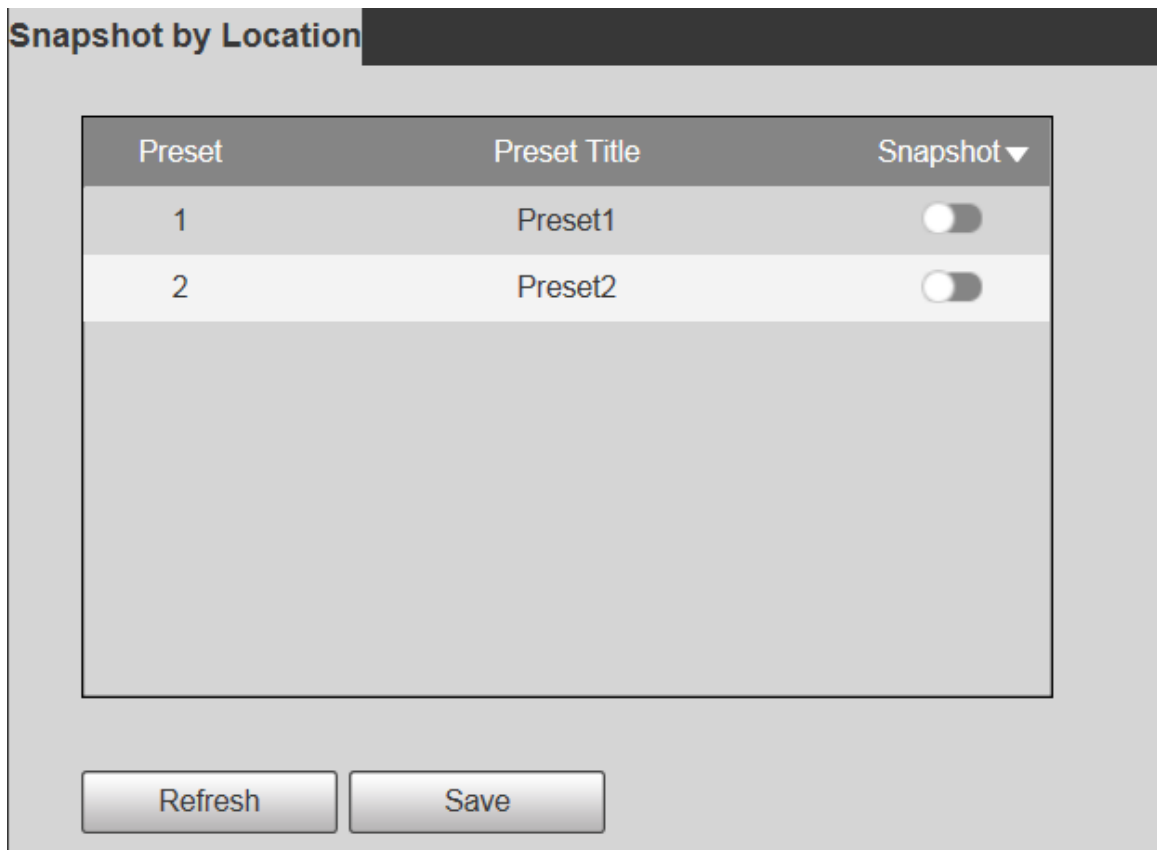 Snapshot by Location
Preset Preset Title Snapshot
1 Preset1
2 Preset2
Refresh Save